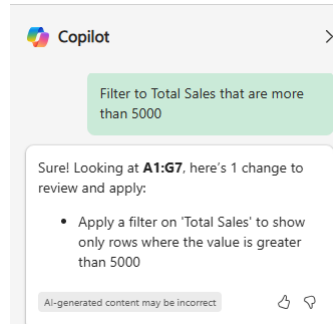 Copilot
Filter to Total Sales that are more
than 5000
Sure! Looking at A1:G7, here's 1 change to
review and apply:
• Apply a filter on 'Total Sales' to show
only rows where the value is greater
than 5000
AI-generated content may be incorrect